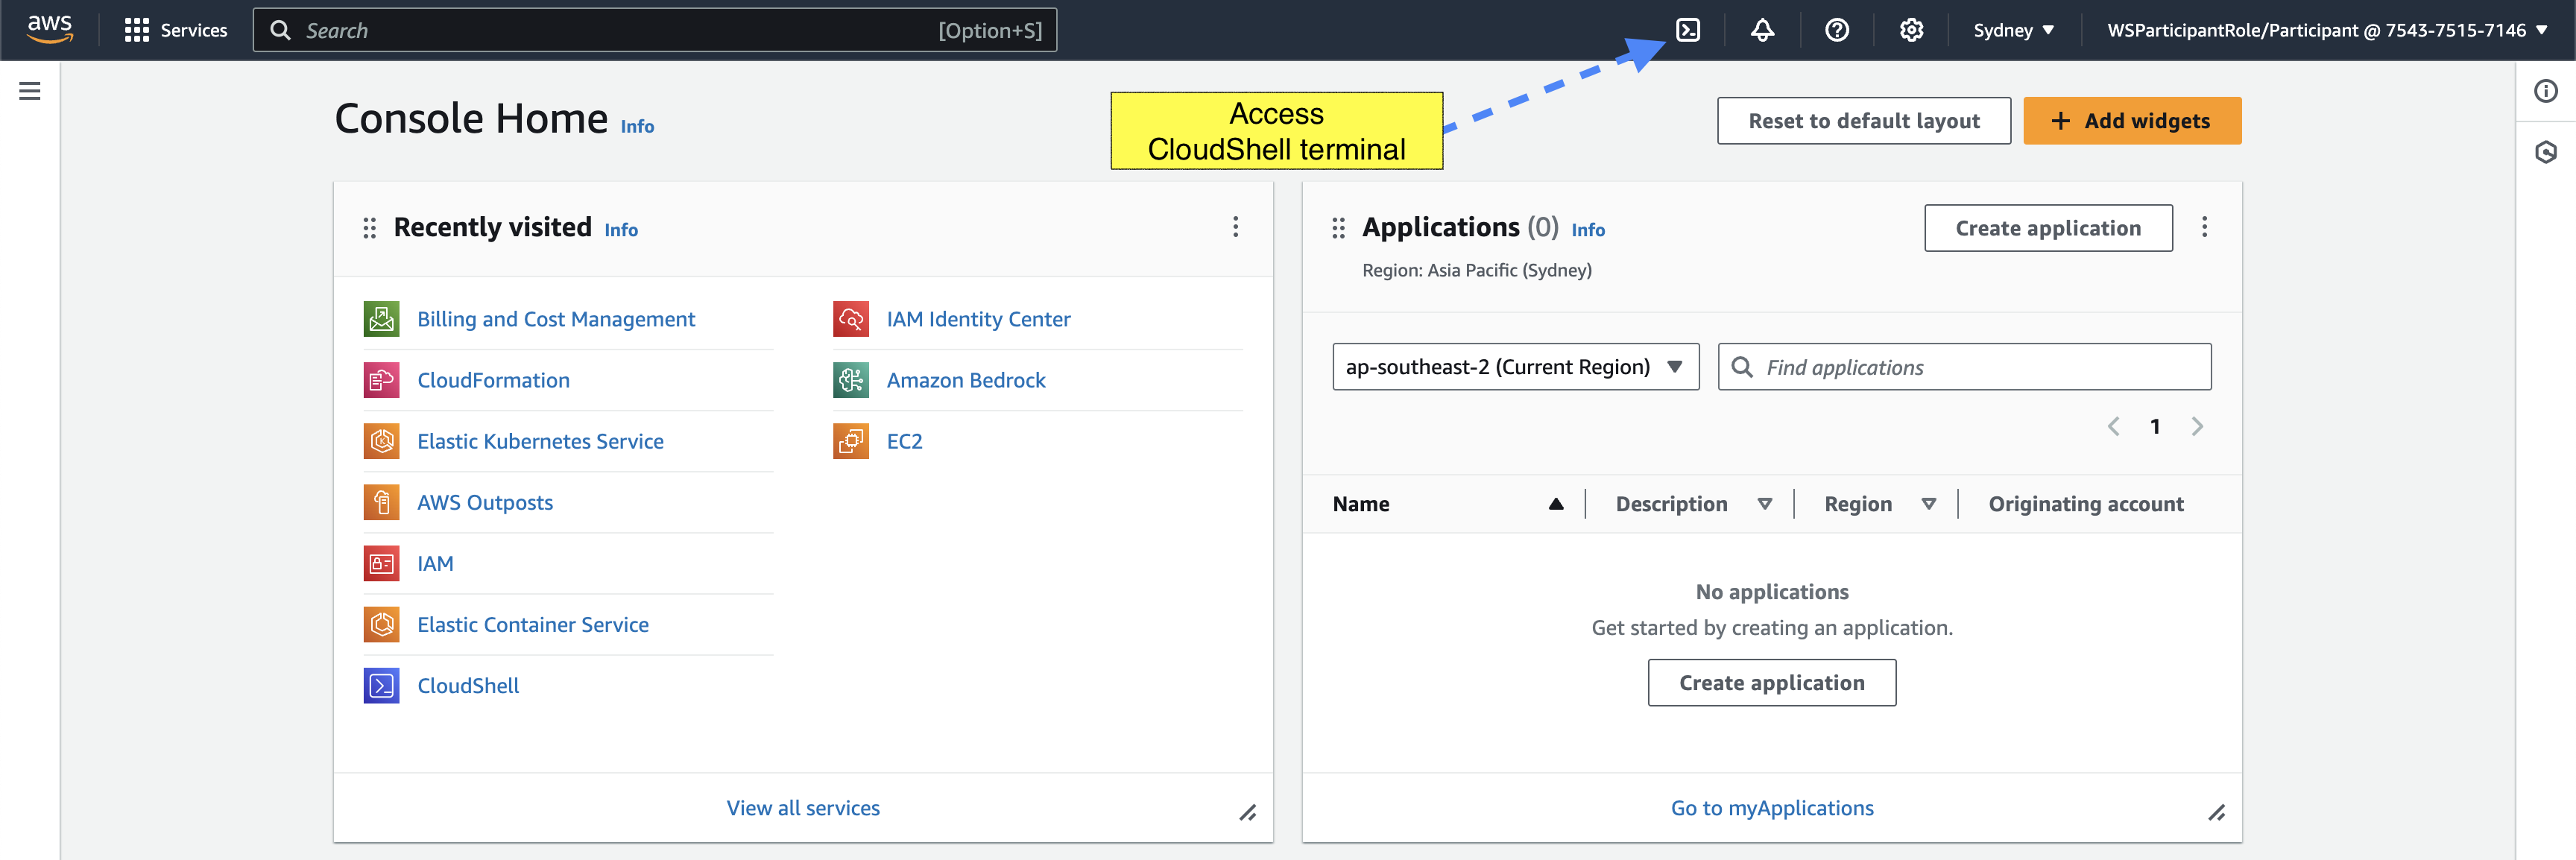 aws
Services
Search
[Option+S]
Sydney
WSParticipantRole/Participant @ 7543-7515-7146
Console Home
Info
Access
CloudShell terminal
Reset to default layout
Add widgets
Recently visited
Info
Billing and Cost Management
CloudFormation
Elastic Kubernetes Service
AWS Outposts
IAM
Elastic Container Service
CloudShell
IAM Identity Center
Amazon Bedrock
EC2
View all services
Applications (0)
Info
Create application
Region: Asia Pacific (Sydney)
ap-southeast-2 (Current Region)
Find applications
1
Name
Description
Region
Originating account
No applications
Get started by creating an application.
Create application
Go to myApplications